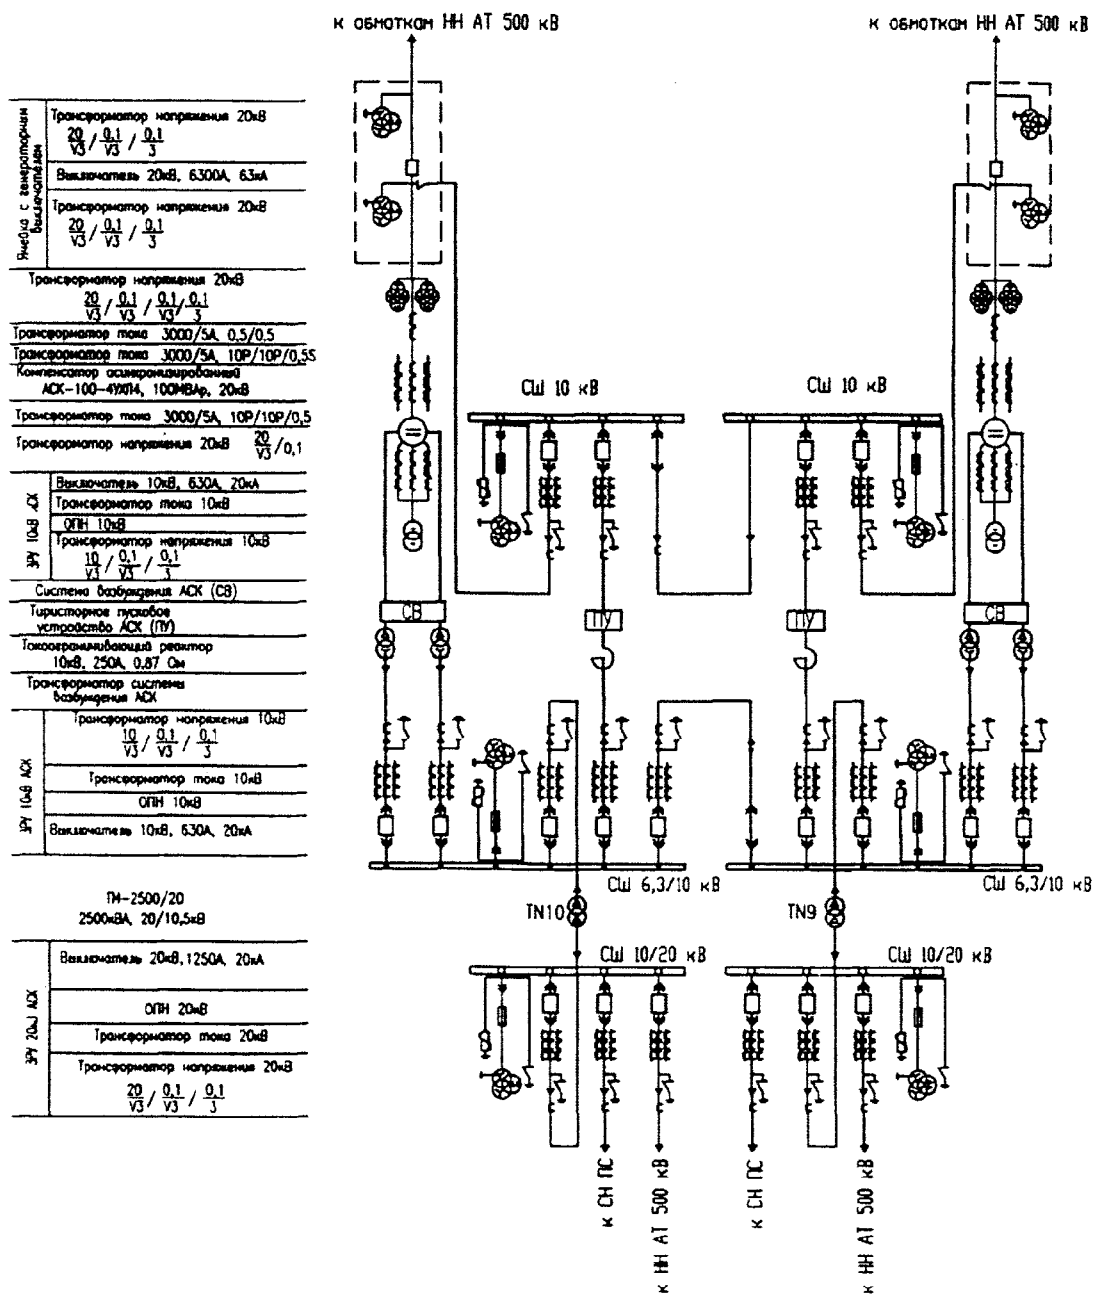 к обмоткам НН АТ 500 кВ
к обмоткам НН АТ 500 кВ
Ячейка с генераторным
выключателем
Трансформатор напряжения 20кВ
20/√3 / 0,1/√3 / 0,1/3
Выключатель 20кВ, 6300А, 63кА
Трансформатор напряжения 20кВ
20/√3 / 0,1/√3 / 0,1/3
Трансформатор напряжения 20кВ
20/√3 / 0,1/√3 / 0,1/√3 / 0,1/3
Трансформатор тока 3000/5А, 0,5/0.5
Трансформатор тока 3000/5А, 10Р/10Р/0,5S
Компенсатор асинхронизированный
АСК-100-4УХЛ4, 100МВАр, 20кВ
Трансформатор тока 3000/5А, 10Р/10Р/0,5
Трансформатор напряжения 20кВ 20/√3 /0,1
ЗРУ 10кВ АСК
Выключатель 10кВ, 630А, 20кА
Трансформатор тока 10кВ
ОПН 10кВ
Трансформатор напряжения 10кВ
10/√3 / 0,1/√3 / 0,1/3
Система возбуждения АСК (СВ)
Тиристорное пусковое
устройство АСК (ПУ)
Токоограничивающий реактор
10кВ, 250А, 0,87 Ом
Трансформатор системы
возбуждения АСК
ЗРУ 10кВ АСК
Трансформатор напряжения 10кВ
10/√3 / 0,1/√3 / 0,1/3
Трансформатор тока 10кВ
ОПН 10кВ
Выключатель 10кВ, 630А, 20кА
ТМ-2500/20
2500кВА, 20/10,5кВ
ЗРУ 20кВ АСК
Выключатель 20кВ, 1250А, 20кА
ОПН 20кВ
Трансформатор тока 20кВ
Трансформатор напряжения 20кВ
20/√3 / 0,1/√3 / 0,1/3
СШ 10 кВ
СШ 10 кВ
СВ
ПУ
ПУ
СВ
СШ 6,3/10 кВ
СШ 6,3/10 кВ
TN10
TN9
СШ 10/20 кВ
СШ 10/20 кВ
к СН ПС
к НН АТ 500 кВ
к СН ПС
к НН АТ 500 кВ